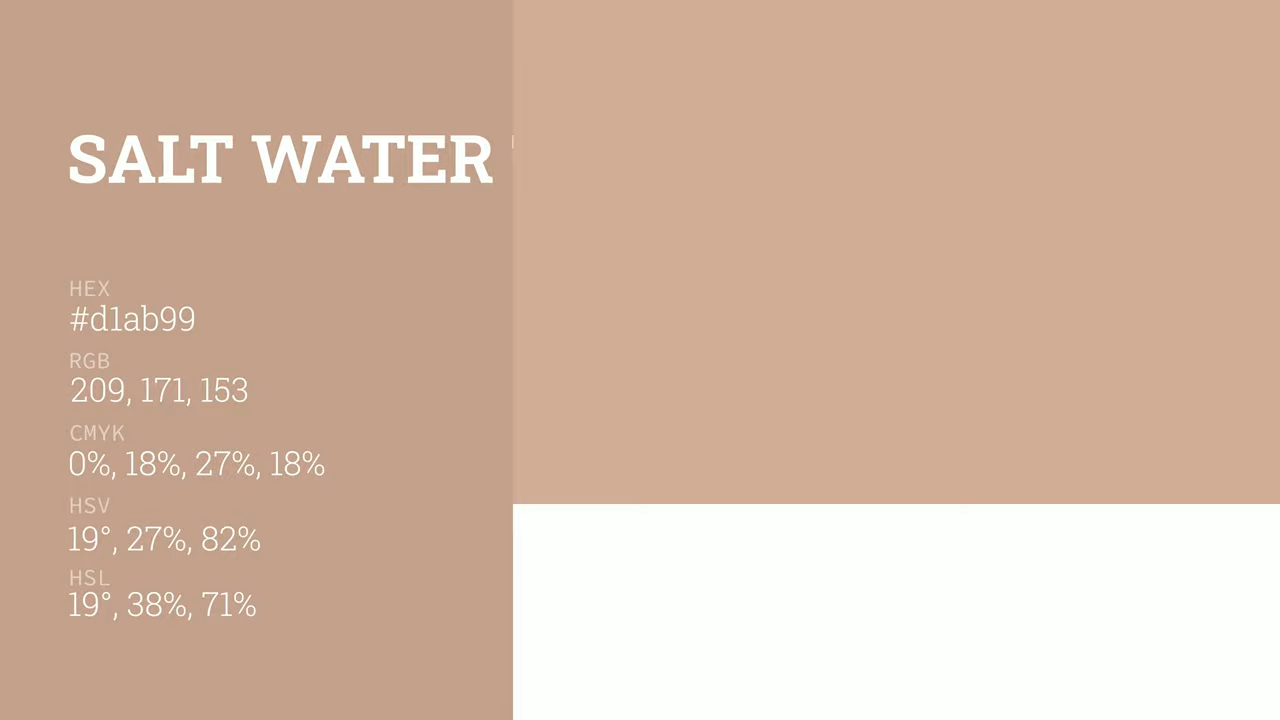 SALT WATER
HEX
#d1ab99
RGB
209, 171, 153
CMYK
0%, 18%, 27%, 18%
HSV
19°, 27%, 82%
HSL
19°, 38%, 71%